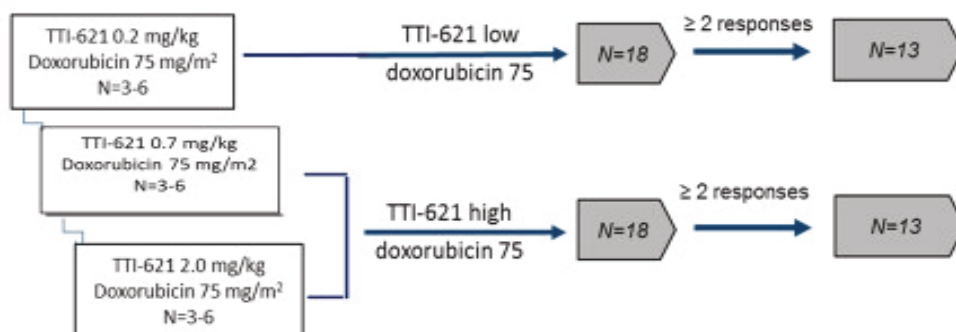 TTI-621 0.2 mg/kg
Doxorubicin 75 mg/m²
N=3-6
TTI-621 low
doxorubicin 75
N=18
≥ 2 responses
N=13
TTI-621 0.7 mg/kg
Doxorubicin 75 mg/m2
N=3-6
TTI-621 high
doxorubicin 75
N=18
≥ 2 responses
N=13
TTI-621 2.0 mg/kg
Doxorubicin 75 mg/m²
N=3-6